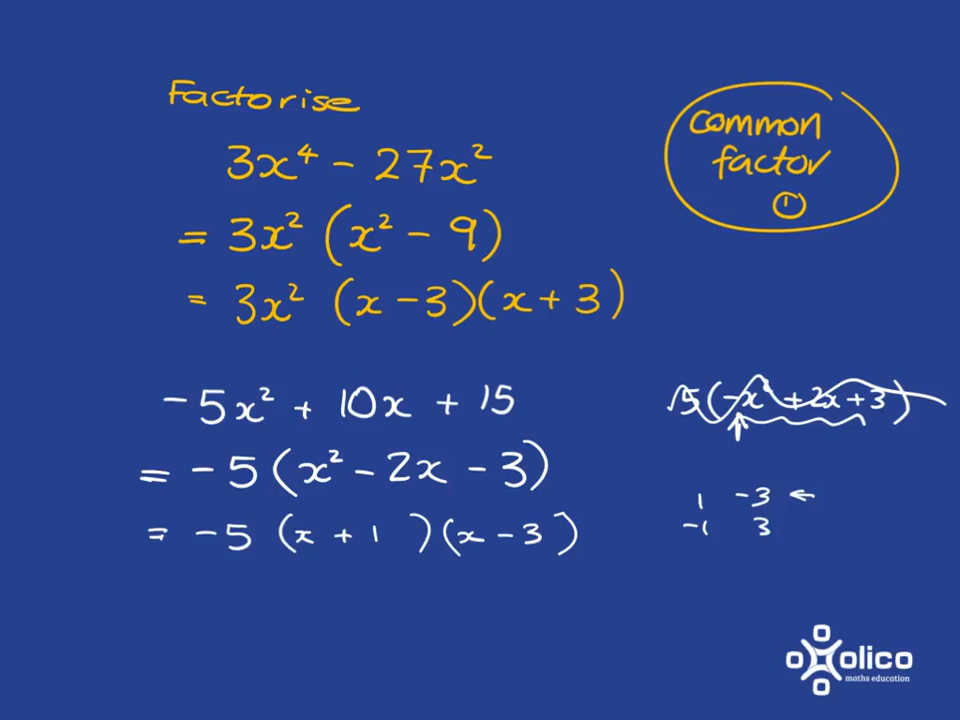 Factorise
3x⁴ - 27x²
= 3x² (x² - 9)
= 3x² (x - 3)(x + 3)
common
factor
①
-5x² + 10x + 15
= -5 (x² - 2x - 3)
= -5 (x + 1 )(x - 3 )
5(-x² + 2x + 3)
1 -3 ←
-1 3
olico
maths education